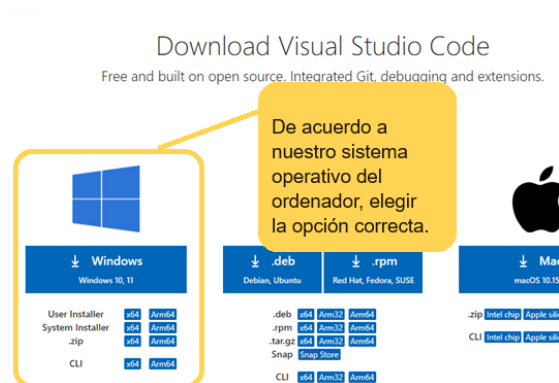 Download Visual Studio Code
Free and built on open source. Integrated Git, debugging and extensions.
De acuerdo a
nuestro sistema
operativo del
ordenador, elegir
la opción correcta.
Windows
Windows 10, 11
User Installer x64 Arm64
System Installer x64 Arm64
.zip x64 Arm64
CLI x64 Arm64
.deb
Debian, Ubuntu
.rpm
Red Hat, Fedora, SUSE
.deb x64 Arm32 Arm64
.rpm x64 Arm32 Arm64
.tar.gz x64 Arm32 Arm64
Snap Snap Store
CLI x64 Arm32 Arm64
Mac
macOS 10.15
.zip Intel chip Apple
CLI Intel chip Apple